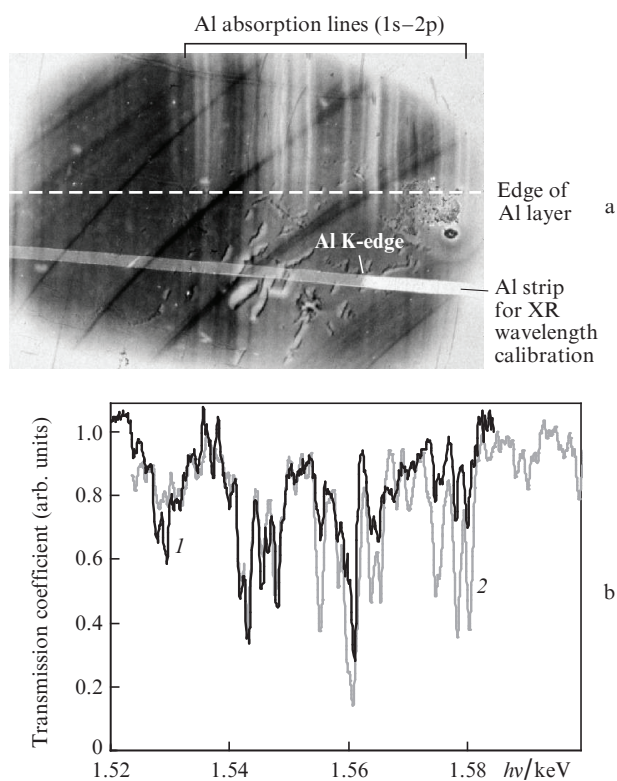 Al absorption lines (1s–2p)
Edge of
Al layer
a
Al K-edge
Al strip
for XR
wavelength
calibration
Transmission coefficient (arb. units)
1.0
0.8
0.6
0.4
0.2
0
1
2
b
1.52
1.54
1.56
1.58
hν/keV